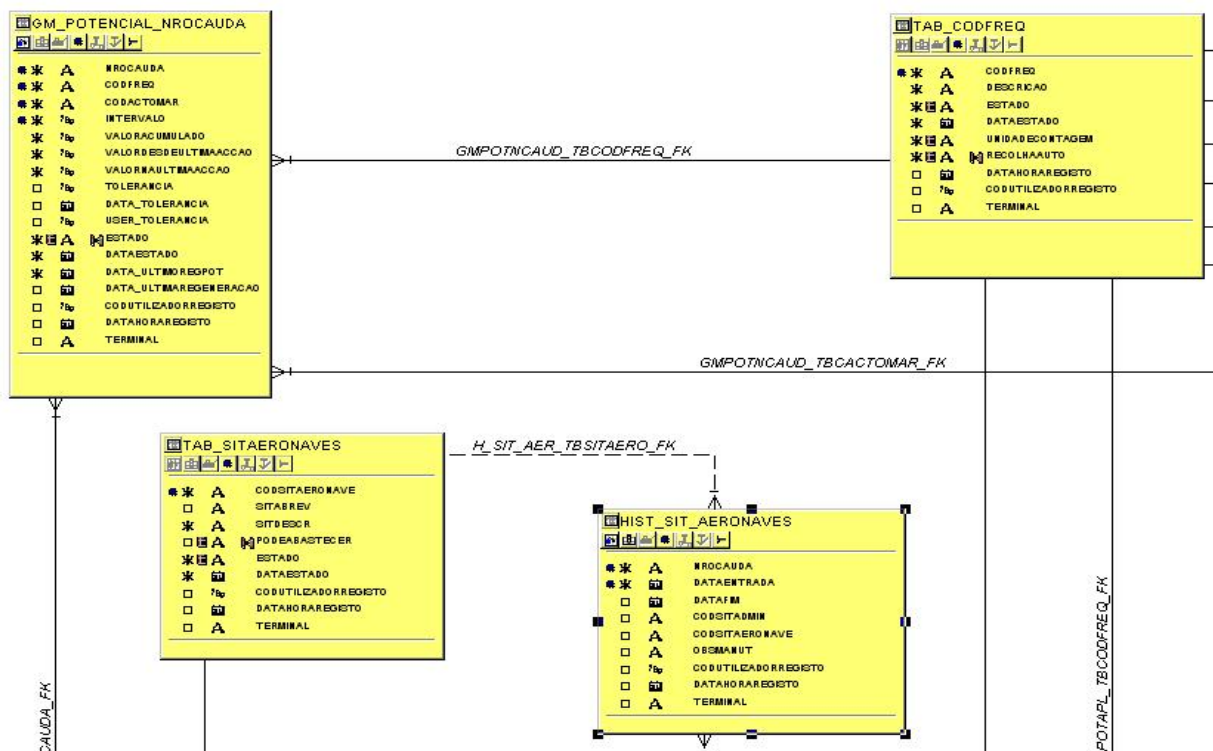 GM_POTENCIAL_NROCAUDA
NROCAUDA
CODFREQ
CODACTOMAR
INTERVALO
VALORACUMULADO
VALORDESDEULTIMAACCAO
VALORNAULTIMAACCAO
TOLERANCIA
DATA_TOLERANCIA
USER_TOLERANCIA
ESTADO
DATAESTADO
DATA_ULTIMOREGPOT
DATA_ULTIMAREGENERACAO
CODUTILIZADORREGISTO
DATAHORAREGISTO
TERMINAL
GMPOTNCAUD_TBCODFREQ_FK
TAB_CODFREQ
CODFREQ
DESCRICAO
ESTADO
DATAESTADO
UNIDADECONTAGEM
RECOLHAAUTO
DATAHORAREGISTO
CODUTILIZADORREGISTO
TERMINAL
GMPOTNCAUD_TBCACTOMAR_FK
TAB_SITAERONAVES
CODSITAERONAVE
SITABREV
SITDESCR
PODEABASTECER
ESTADO
DATAESTADO
CODUTILIZADORREGISTO
DATAHORAREGISTO
TERMINAL
H_SIT_AER_TBSITAERO_FK
HIST_SIT_AERONAVES
NROCAUDA
DATAENTRADA
DATAFIM
CODSITADMIN
CODSITAERONAVE
OBSMANUT
CODUTILIZADORREGISTO
DATAHORAREGISTO
TERMINAL
CAUDA_FK
POTAPL_TBCODFREQ_FK